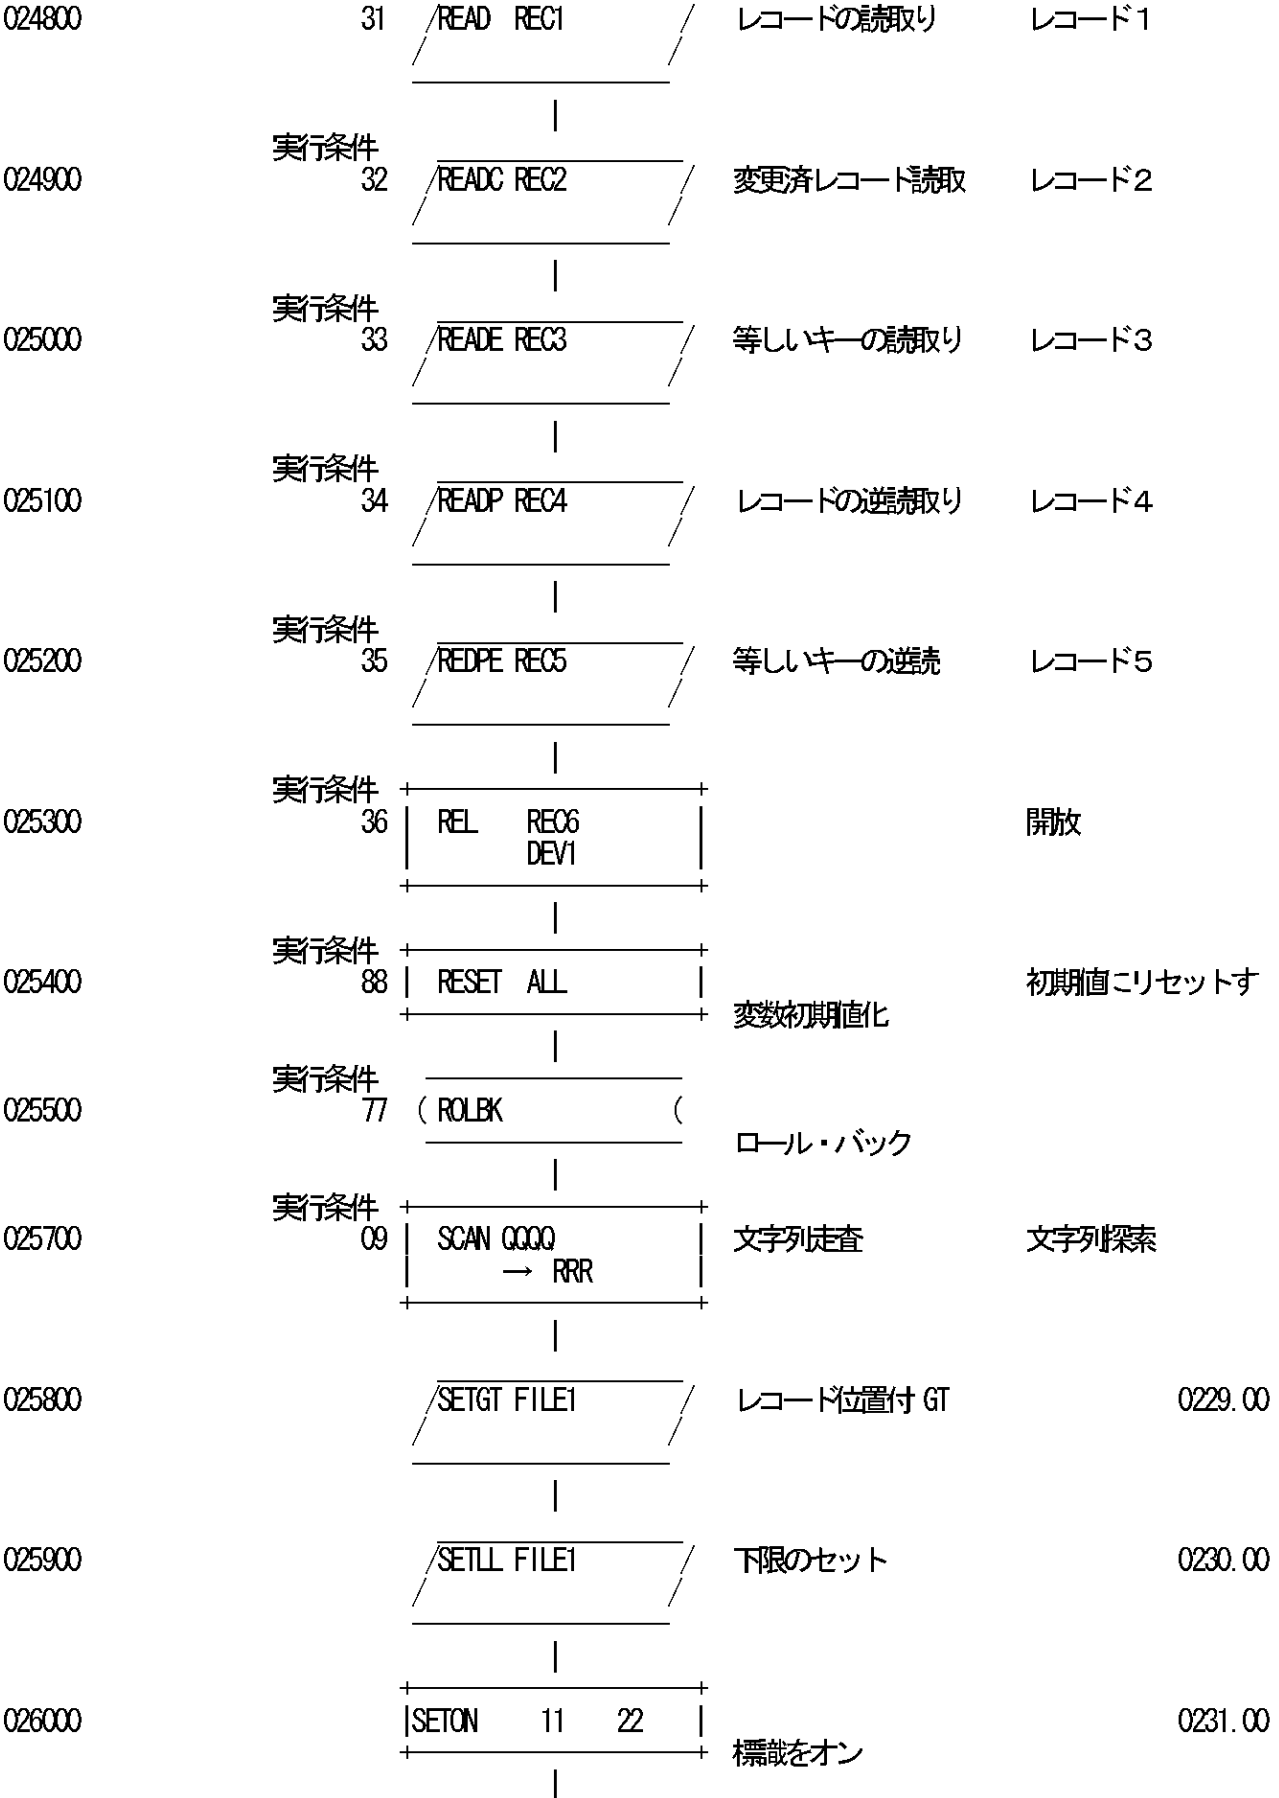 024800 31 READ REC1 レコードの読取り レコード1
実行条件
024900 32 READC REC2 変更済レコード読取 レコード2
実行条件
025000 33 READE REC3 等しいキーの読取り レコード3
実行条件
025100 34 READP REC4 レコードの逆読取り レコード4
実行条件
025200 35 REDPE REC5 等しいキーの逆読 レコード5
実行条件
025300 36 REL REC6 開放
DEV1
実行条件
025400 88 RESET ALL 初期値にリセットす
変数初期値化
実行条件
025500 77 ( ROLBK (
ロール・バック
実行条件
025700 09 SCAN QQQQ 文字列走査 文字列探索
→ RRR
025800 SETGT FILE1 レコード位置付 GT 0229.00
025900 SETLL FILE1 下限のセット 0230.00
026000 SETON 11 22 0231.00
標識をオン